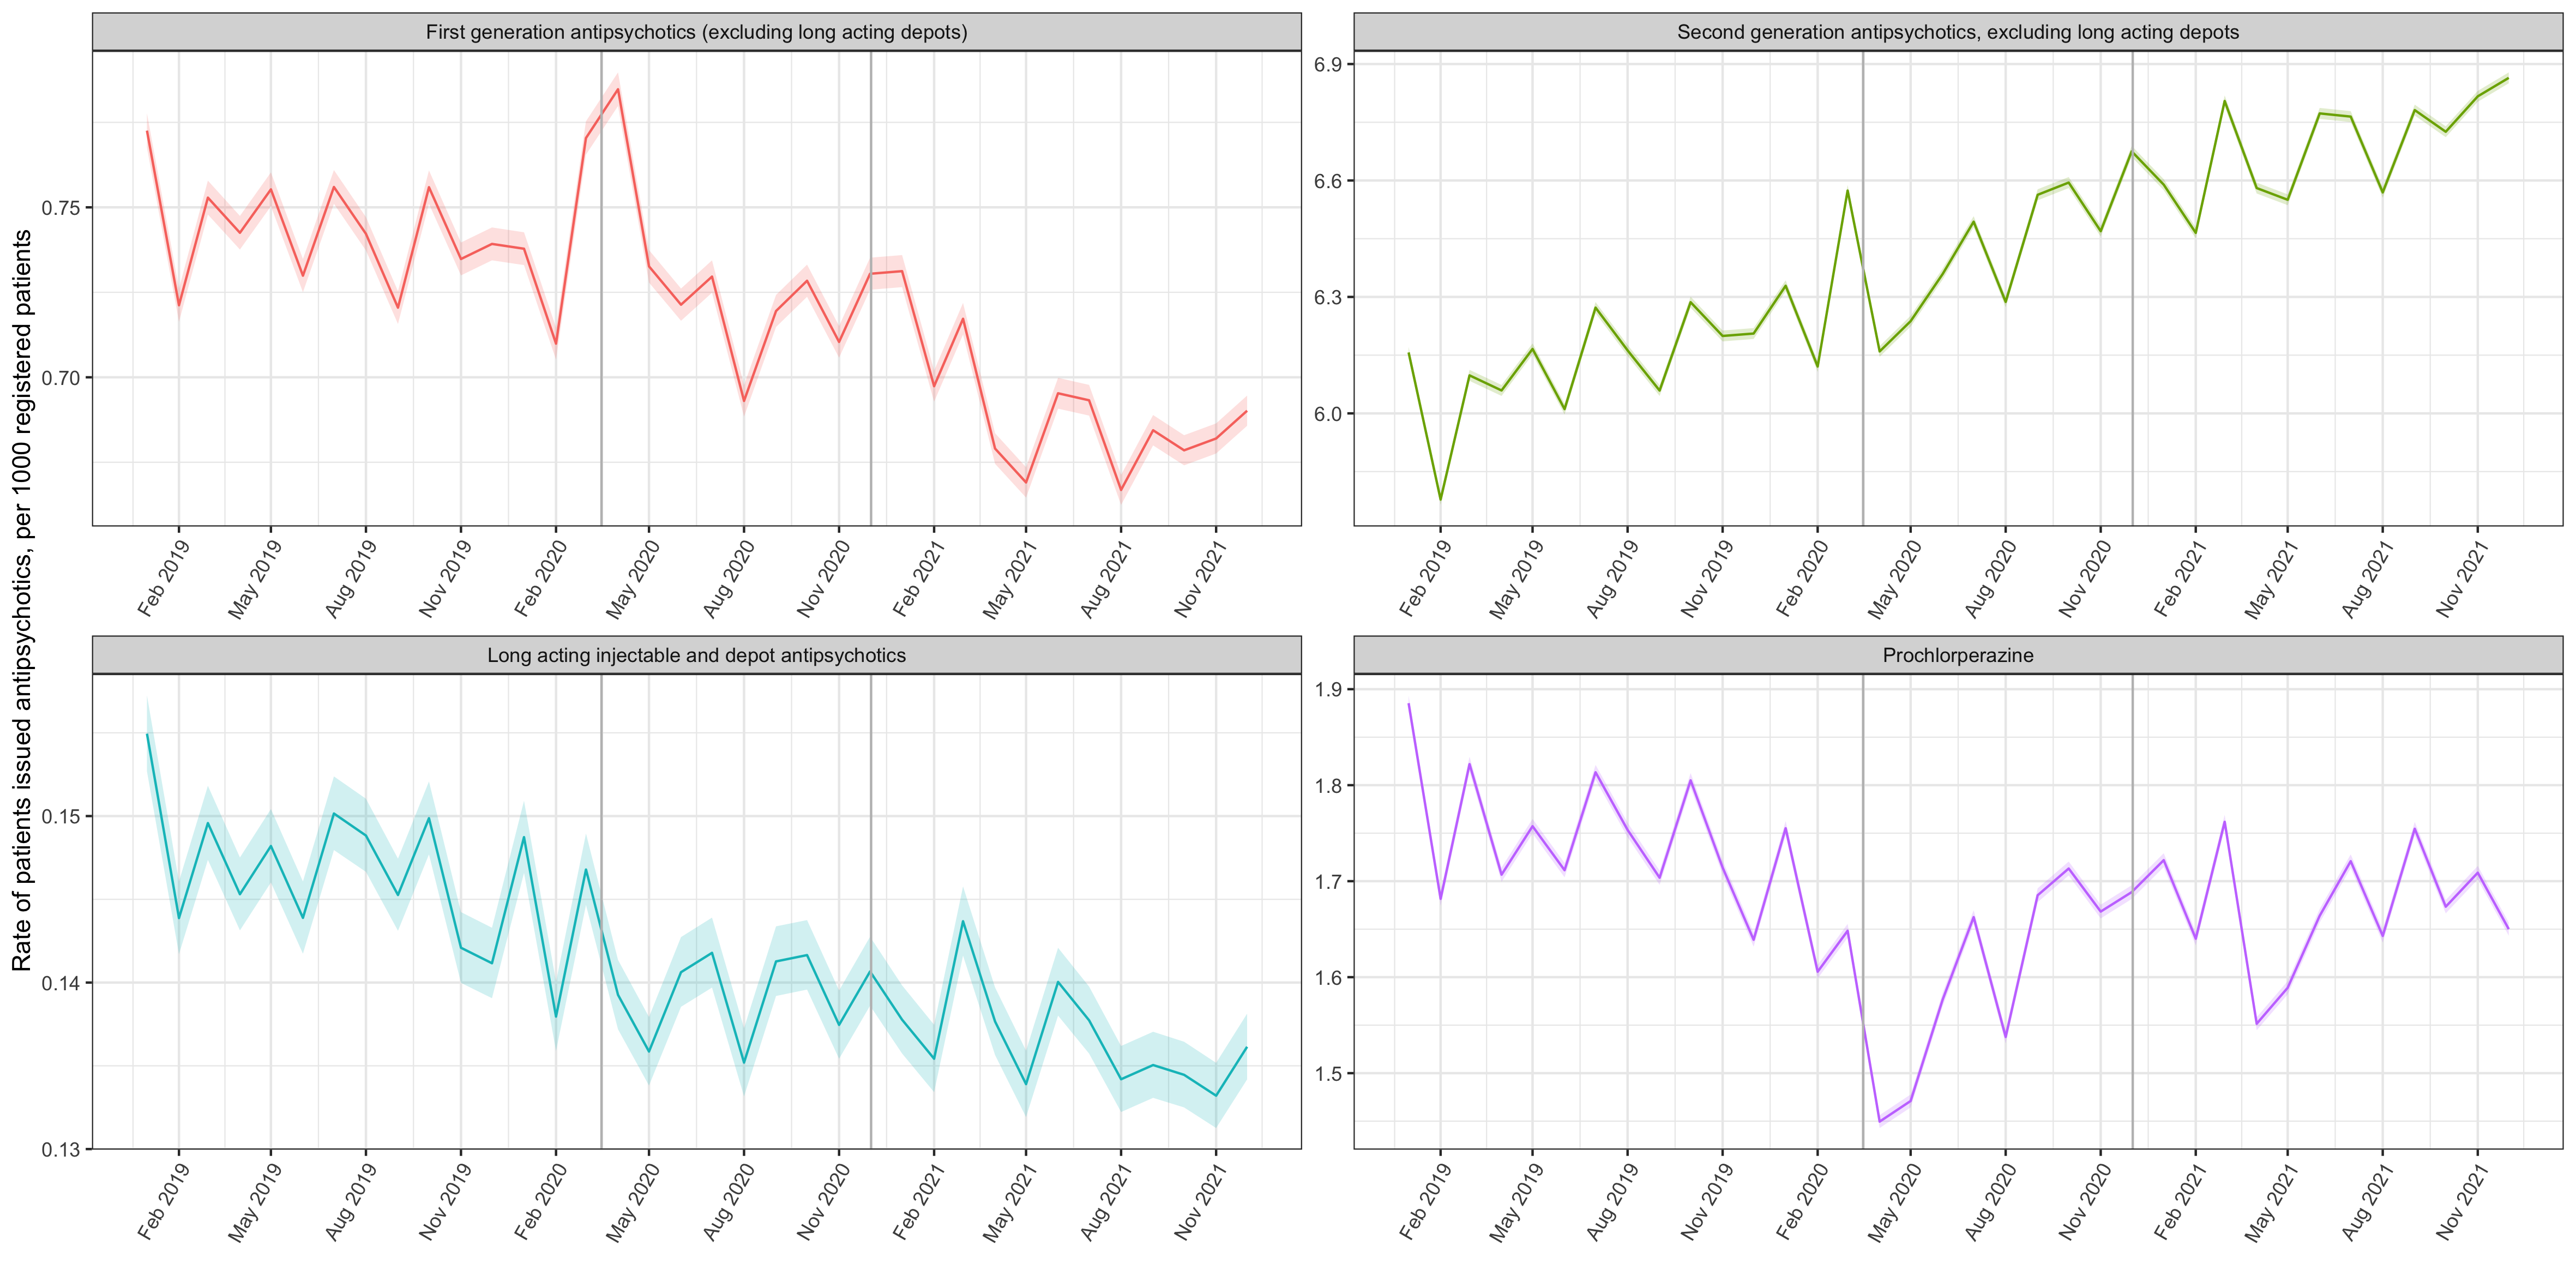 Rate of patients issued antipsychotics, per 1000 registered patients
First generation antipsychotics (excluding long acting depots)
0.75
0.70
Feb 2019
May 2019
Aug 2019
Nov 2019
Feb 2020
May 2020
Aug 2020
Nov 2020
Feb 2021
May 2021
Aug 2021
Nov 2021
Second generation antipsychotics, excluding long acting depots
6.9
6.6
6.3
6.0
Feb 2019
May 2019
Aug 2019
Nov 2019
Feb 2020
May 2020
Aug 2020
Nov 2020
Feb 2021
May 2021
Aug 2021
Nov 2021
Long acting injectable and depot antipsychotics
0.15
0.14
0.13
Feb 2019
May 2019
Aug 2019
Nov 2019
Feb 2020
May 2020
Aug 2020
Nov 2020
Feb 2021
May 2021
Aug 2021
Nov 2021
Prochlorperazine
1.9
1.8
1.7
1.6
1.5
Feb 2019
May 2019
Aug 2019
Nov 2019
Feb 2020
May 2020
Aug 2020
Nov 2020
Feb 2021
May 2021
Aug 2021
Nov 2021